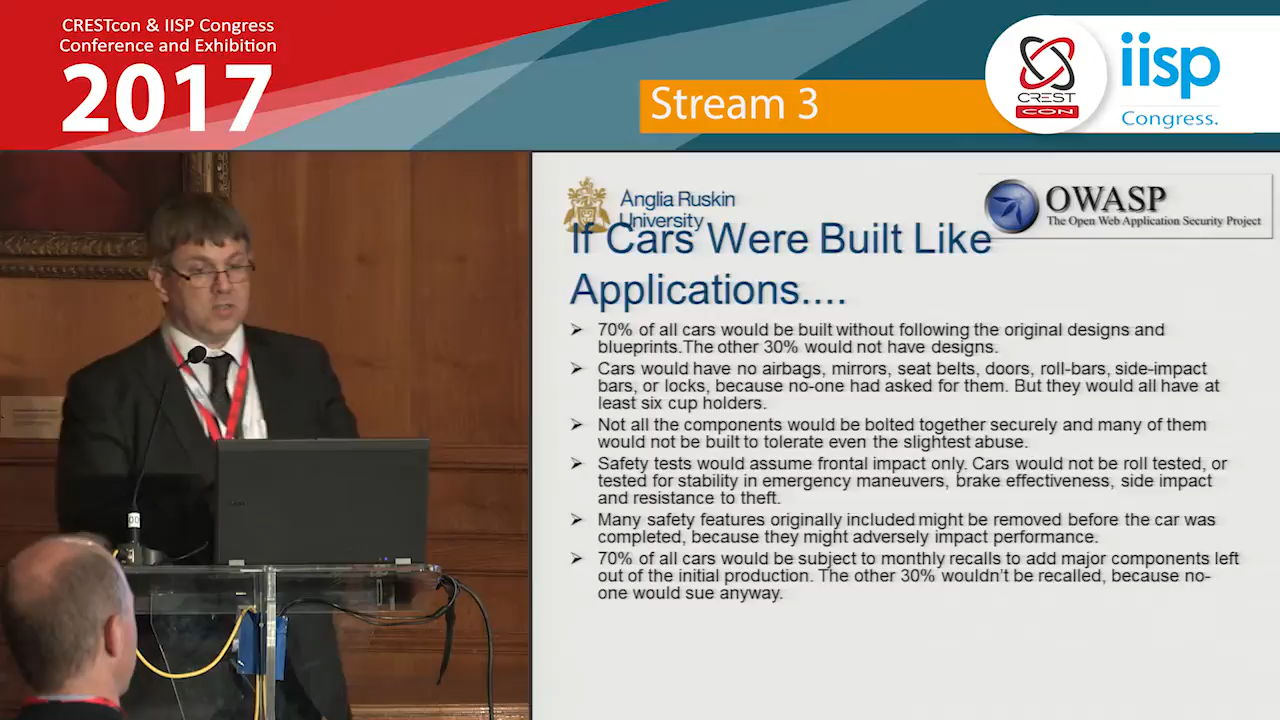 CRESTcon & IISP Congress
Conference and Exhibition
2017
Stream 3
CREST
CON
iisp
Congress.
Anglia Ruskin
University
OWASP
The Open Web Application Security Project
If Cars Were Built Like
Applications....
➢ 70% of all cars would be built without following the original designs and
blueprints.The other 30% would not have designs.
➢ Cars would have no airbags, mirrors, seat belts, doors, roll-bars, side-impact
bars, or locks, because no-one had asked for them. But they would all have at
least six cup holders.
➢ Not all the components would be bolted together securely and many of them
would not be built to tolerate even the slightest abuse.
➢ Safety tests would assume frontal impact only. Cars would not be roll tested, or
tested for stability in emergency maneuvers, brake effectiveness, side impact
and resistance to theft.
➢ Many safety features originally included might be removed before the car was
completed, because they might adversely impact performance.
➢ 70% of all cars would be subject to monthly recalls to add major components left
out of the initial production. The other 30% wouldn't be recalled, because no-
one would sue anyway.